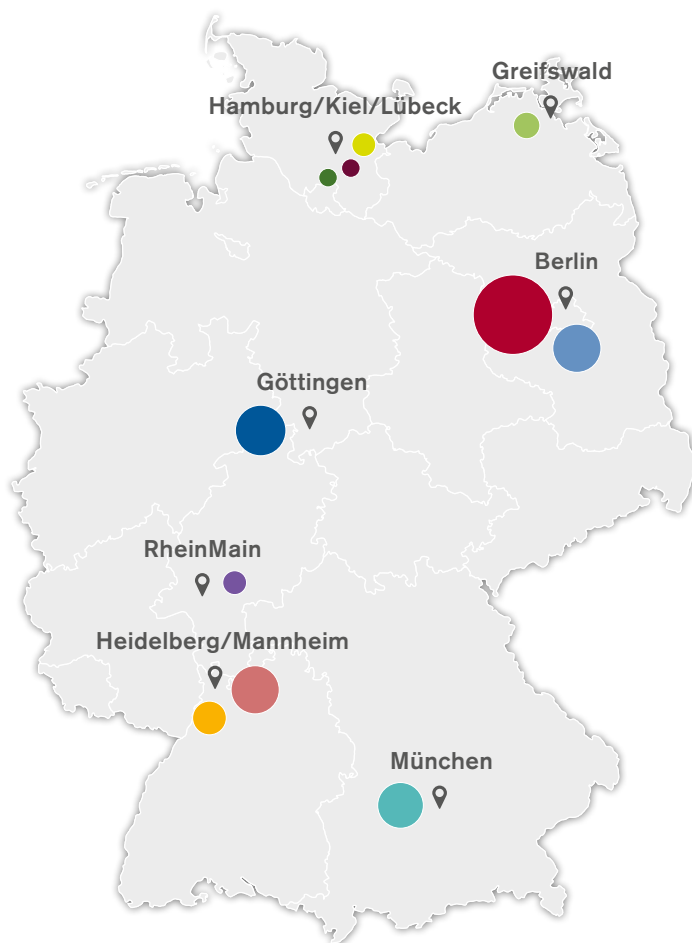 Greifswald
Hamburg/Kiel/Lübeck
Berlin
Göttingen
RheinMain
Heidelberg/Mannheim
München